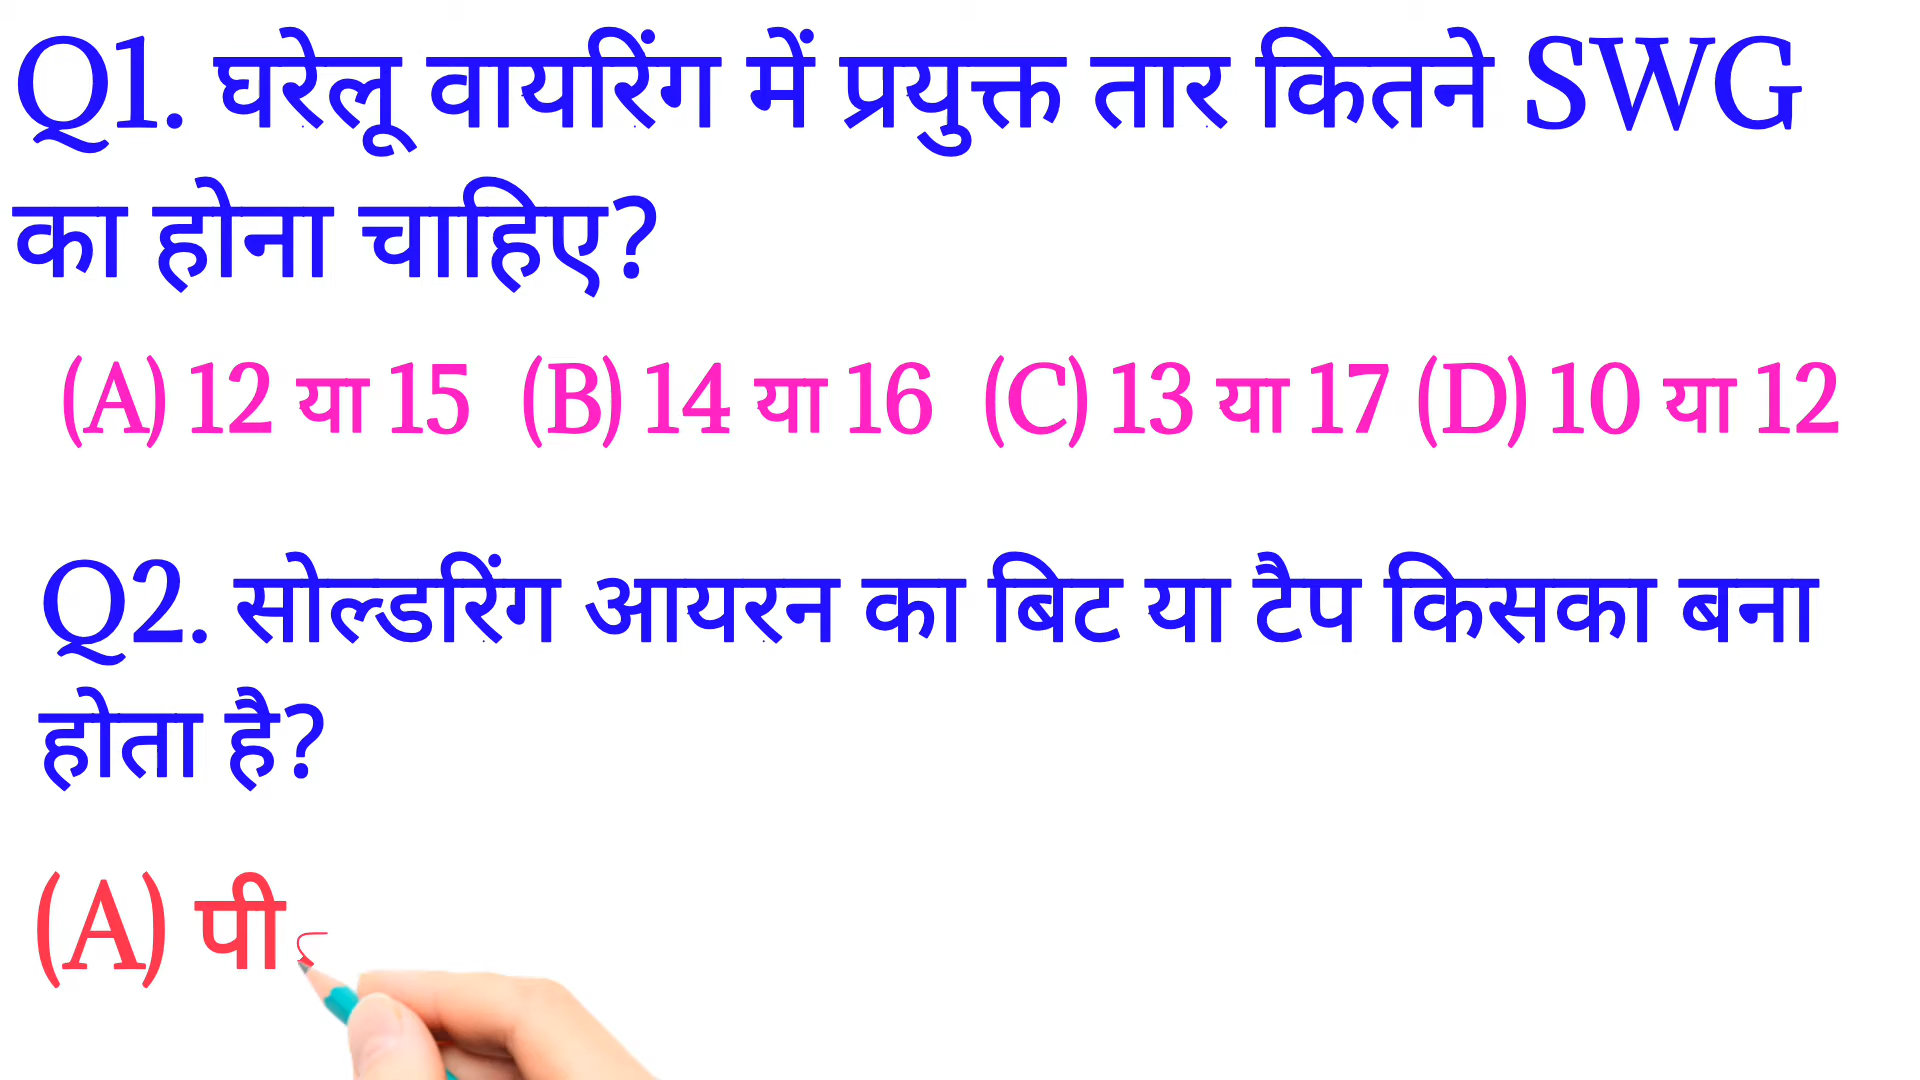 Q1. घरेलू वायरिंग में प्रयुक्त तार कितने SWG
का होना चाहिए?
(A) 12 या 15 (B) 14 या 16 (C) 13 या 17 (D) 10 या 12
Q2. सोल्डरिंग आयरन का बिट या टैप किसका बना
होता है?
(A) पी